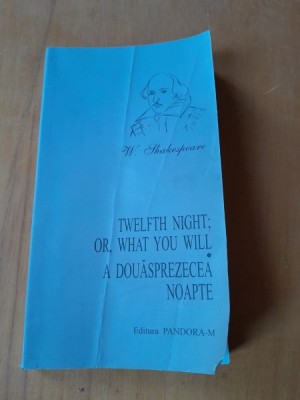 W. Shakespeare
TWELFTH NIGHT;
OR, WHAT YOU WILL
•
A DOUĂSPREZECEA
NOAPTE
Editura PANDORA-M